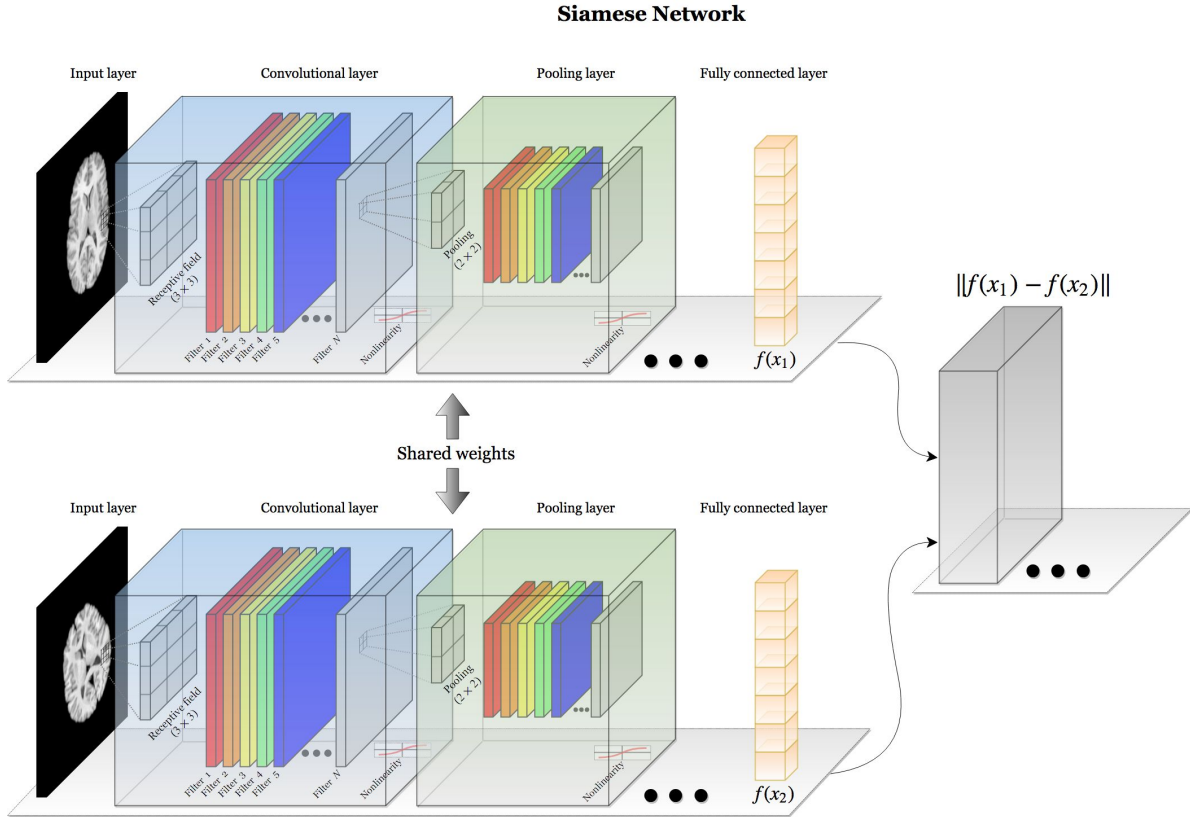 Siamese Network
Input layer
Convolutional layer
Pooling layer
Fully connected layer
Receptive field
(3 × 3)
Filter 1
Filter 2
Filter 3
Filter 4
Filter 5
Filter N
Nonlinearity
Pooling
(2 × 2)
Nonlinearity
f(x₁)
‖f(x₁) − f(x₂)‖
Shared weights
Input layer
Convolutional layer
Pooling layer
Fully connected layer
Receptive field
(3 × 3)
Filter 1
Filter 2
Filter 3
Filter 4
Filter 5
Filter N
Nonlinearity
Pooling
(2 × 2)
Nonlinearity
f(x₂)